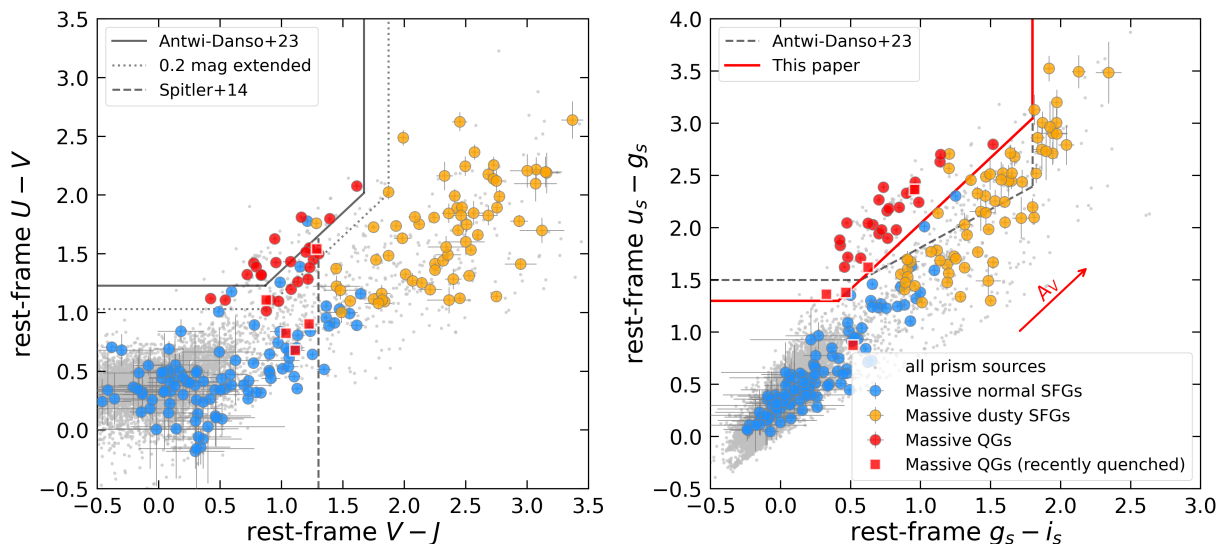 3.5
3.0
2.5
2.0
1.5
1.0
0.5
0.0
−0.5
rest-frame U − V
Antwi-Danso+23
0.2 mag extended
Spitler+14
−0.5 0.0 0.5 1.0 1.5 2.0 2.5 3.0 3.5
rest-frame V − J
4.0
3.5
3.0
2.5
2.0
1.5
1.0
0.5
0.0
−0.5
rest-frame u_s − g_s
Antwi-Danso+23
This paper
A_V
all prism sources
Massive normal SFGs
Massive dusty SFGs
Massive QGs
Massive QGs (recently quenched)
−0.5 0.0 0.5 1.0 1.5 2.0 2.5 3.0
rest-frame g_s − i_s